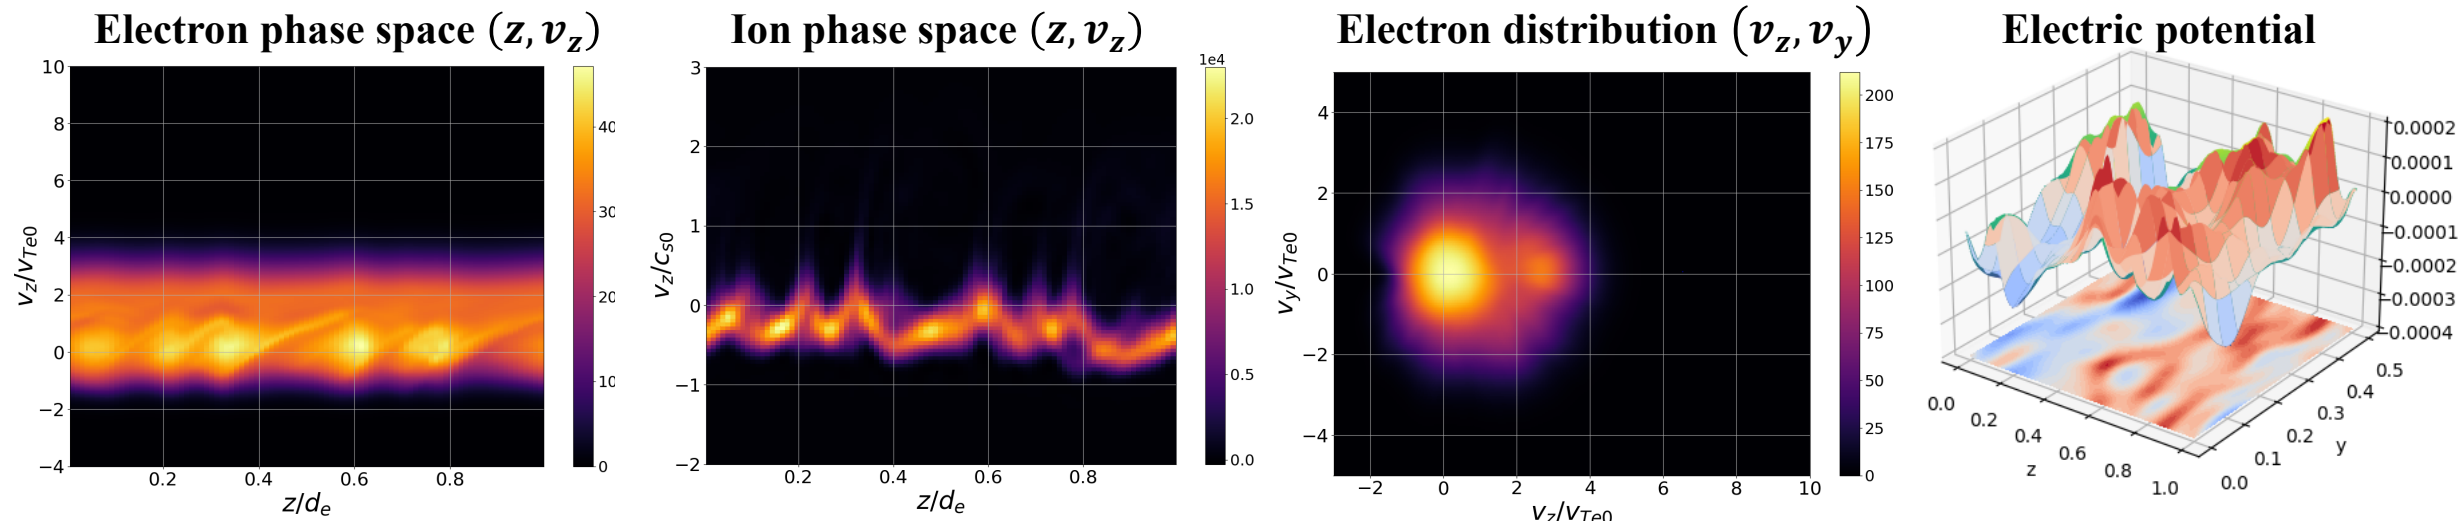 Electron phase space (z, v_z)
10
8
6
4
2
0
−2
−4
v_z/v_Te0
0.2 0.4 0.6 0.8
z/d_e
40
30
20
10
0
Ion phase space (z, v_z)
3
2
1
0
−1
−2
v_z/c_s0
0.2 0.4 0.6 0.8
z/d_e
1e4
2.0
1.5
1.0
0.5
0.0
Electron distribution (v_z, v_y)
4
2
0
−2
−4
v_y/v_Te0
−2 0 2 4 6 8 10
v_z/v_Te0
200
175
150
125
100
75
50
25
0
Electric potential
0.0002
0.0001
0.0000
−0.0001
−0.0002
−0.0003
−0.0004
0.0 0.2 0.4 0.6 0.8 1.0
z
0.0 0.1 0.2 0.3 0.4 0.5
y